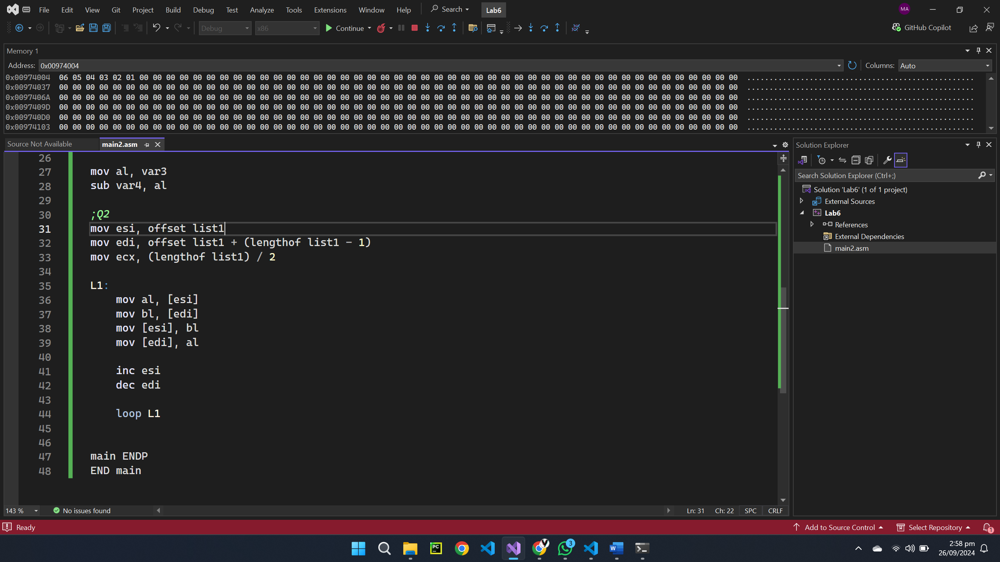 File Edit View Git Project Build Debug Test Analyze Tools Extensions Window Help Search Lab6 MA
Debug x86 Continue GitHub Copilot
Memory 1
Address: 0x00974004 Columns: Auto
0x00974004 06 05 04 03 02 01 00 00 00 00 00 00 00 00 00 00 00 00 00 00 00 00 00 00 00 00 00 00 00 00 00 00 00 00 00 00 00 00 00 00 00 00 00 00 00 00 00 00 00 00 00 ...................................................
0x00974037 00 00 00 00 00 00 00 00 00 00 00 00 00 00 00 00 00 00 00 00 00 00 00 00 00 00 00 00 00 00 00 00 00 00 00 00 00 00 00 00 00 00 00 00 00 00 00 00 00 00 00 ...................................................
0x0097406A 00 00 00 00 00 00 00 00 00 00 00 00 00 00 00 00 00 00 00 00 00 00 00 00 00 00 00 00 00 00 00 00 00 00 00 00 00 00 00 00 00 00 00 00 00 00 00 00 00 00 00 ...................................................
0x0097409D 00 00 00 00 00 00 00 00 00 00 00 00 00 00 00 00 00 00 00 00 00 00 00 00 00 00 00 00 00 00 00 00 00 00 00 00 00 00 00 00 00 00 00 00 00 00 00 00 00 00 00 ...................................................
0x009740D0 00 00 00 00 00 00 00 00 00 00 00 00 00 00 00 00 00 00 00 00 00 00 00 00 00 00 00 00 00 00 00 00 00 00 00 00 00 00 00 00 00 00 00 00 00 00 00 00 00 00 00 ...................................................
0x00974103 00 00 00 00 00 00 00 00 00 00 00 00 00 00 00 00 00 00 00 00 00 00 00 00 00 00 00 00 00 00 00 00 00 00 00 00 00 00 00 00 00 00 00 00 00 00 00 00 00 00 00 ...................................................
Source Not Available main2.asm
26
27 mov al, var3
28 sub var4, al
29
30 ;Q2
31 mov esi, offset list1
32 mov edi, offset list1 + (lengthof list1 - 1)
33 mov ecx, (lengthof list1) / 2
34
35 L1:
36 mov al, [esi]
37 mov bl, [edi]
38 mov [esi], bl
39 mov [edi], al
40
41 inc esi
42 dec edi
43
44 loop L1
45
46
47 main ENDP
48 END main
143 % No issues found Ln: 31 Ch: 22 SPC CRLF
Solution Explorer
Search Solution Explorer (Ctrl+;)
Solution 'Lab6' (1 of 1 project)
External Sources
Lab6
References
External Dependencies
main2.asm
Ready Add to Source Control Select Repository 1
PC V 3 W
2:58 pm
26/09/2024